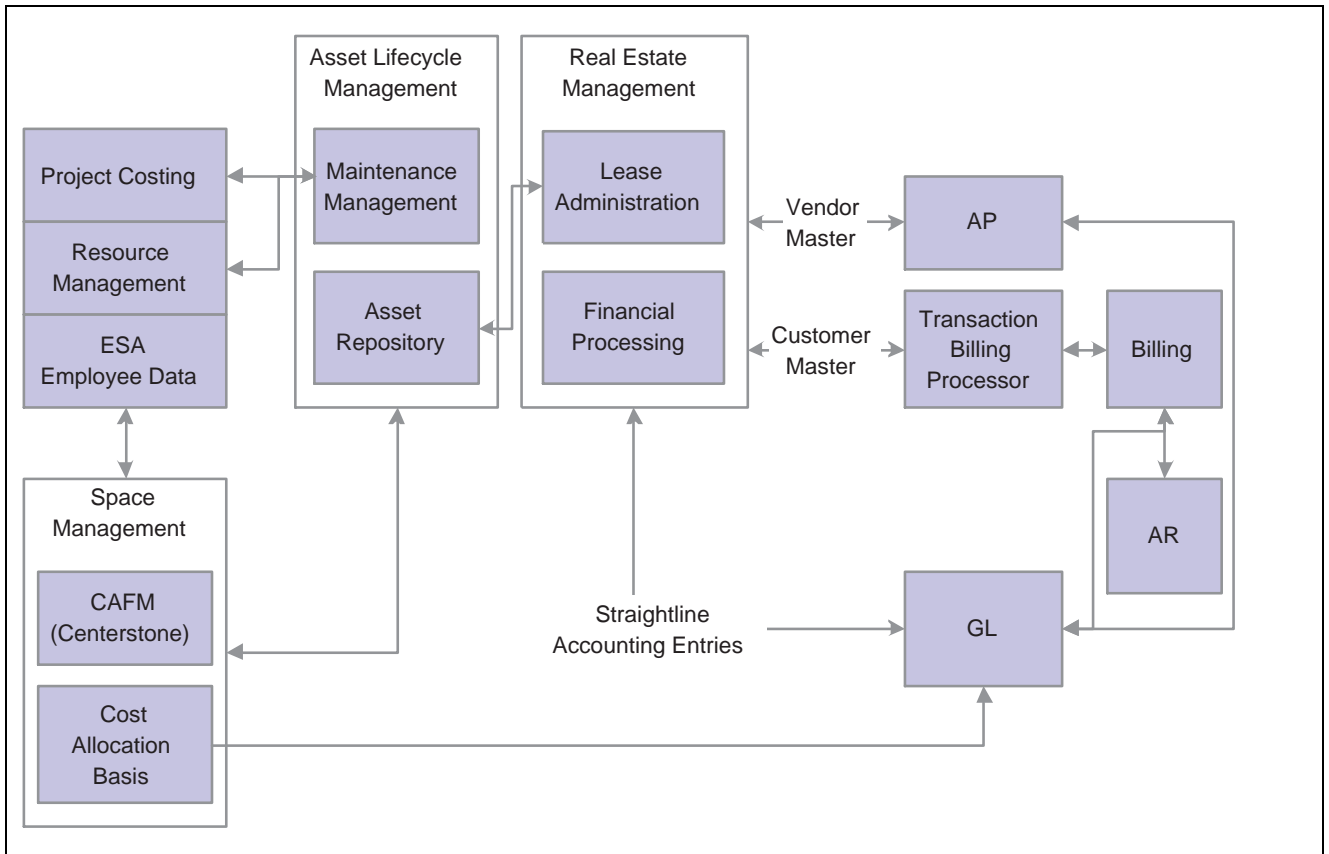 Asset Lifecycle
Management
Real Estate
Management
Project Costing
Maintenance
Management
Lease
Administration
Vendor
Master
AP
Resource
Management
Asset
Repository
Financial
Processing
Customer
Master
Transaction
Billing
Processor
Billing
ESA
Employee Data
Space
Management
AR
CAFM
(Centerstone)
Straightline
Accounting Entries
GL
Cost
Allocation
Basis